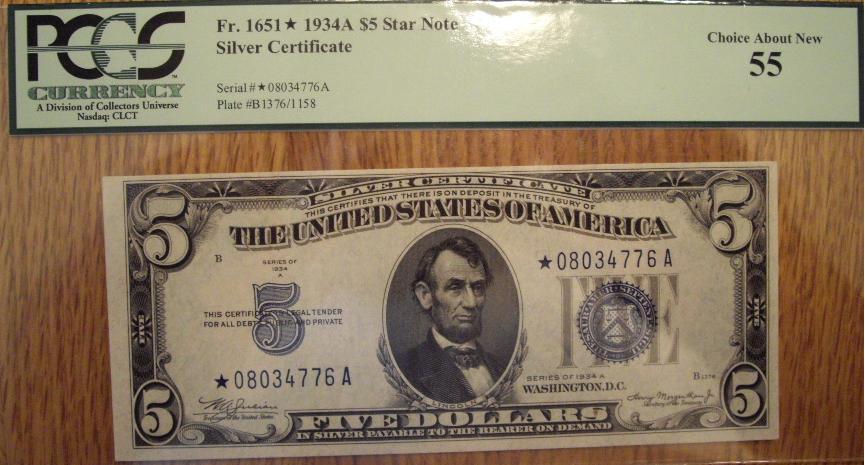 PCGS
CURRENCY
A Division of Collectors Universe
Nasdaq: CLCT
Fr. 1651★ 1934A $5 Star Note
Silver Certificate
Serial #★08034776A
Plate #B1376/1158
Choice About New
55
5 SILVER CERTIFICATE 5
THIS CERTIFIES THAT THERE IS ON DEPOSIT IN THE TREASURY OF
THE UNITED STATES OF AMERICA
B
SERIES OF
1934
A
★08034776 A
THIS CERTIFICATE IS LEGAL TENDER
FOR ALL DEBTS PUBLIC AND PRIVATE
5
FIVE
FIVE
FIVE
★08034776 A
SERIES OF 1934 A
WASHINGTON, D.C.
B1376
LINCOLN
5 FIVE DOLLARS 5
IN SILVER PAYABLE TO THE BEARER ON DEMAND